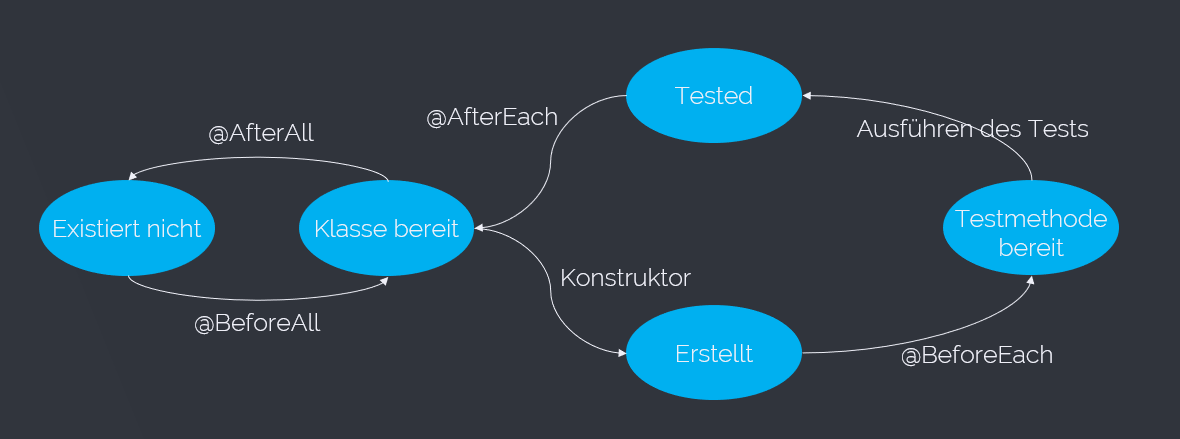 Tested
@AfterEach
Ausführen des Tests
@AfterAll
Existiert nicht
Klasse bereit
Testmethode
bereit
Konstruktor
@BeforeAll
Erstellt
@BeforeEach